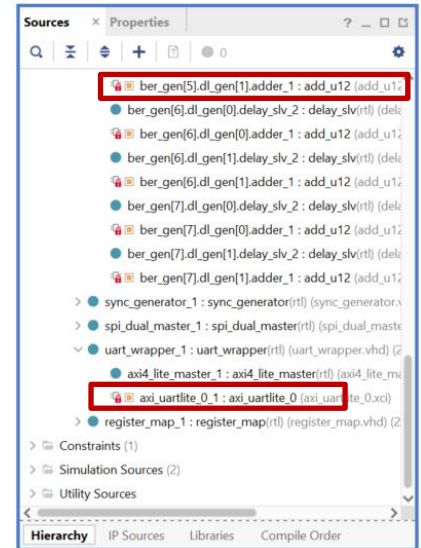 Sources × Properties ? _
0
ber_gen[5].dl_gen[1].adder_1 : add_u12 (add_u12
ber_gen[6].dl_gen[0].delay_slv_2 : delay_slv(rtl) (dela
ber_gen[6].dl_gen[0].adder_1 : add_u12 (add_u12
ber_gen[6].dl_gen[1].delay_slv_2 : delay_slv(rtl) (dela
ber_gen[6].dl_gen[1].adder_1 : add_u12 (add_u12
ber_gen[7].dl_gen[0].delay_slv_2 : delay_slv(rtl) (dela
ber_gen[7].dl_gen[0].adder_1 : add_u12 (add_u12
ber_gen[7].dl_gen[1].delay_slv_2 : delay_slv(rtl) (dela
ber_gen[7].dl_gen[1].adder_1 : add_u12 (add_u12
sync_generator_1 : sync_generator(rtl) (sync_generator.v
spi_dual_master_1 : spi_dual_master(rtl) (spi_dual_maste
uart_wrapper_1 : uart_wrapper(rtl) (uart_wrapper.vhd) (2
axi4_lite_master_1 : axi4_lite_master(rtl) (axi4_lite_ma
axi_uartlite_0_1 : axi_uartlite_0 (axi_uartlite_0.xci)
register_map_1 : register_map(rtl) (register_map.vhd) (2
Constraints (1)
Simulation Sources (2)
Utility Sources
Hierarchy IP Sources Libraries Compile Order